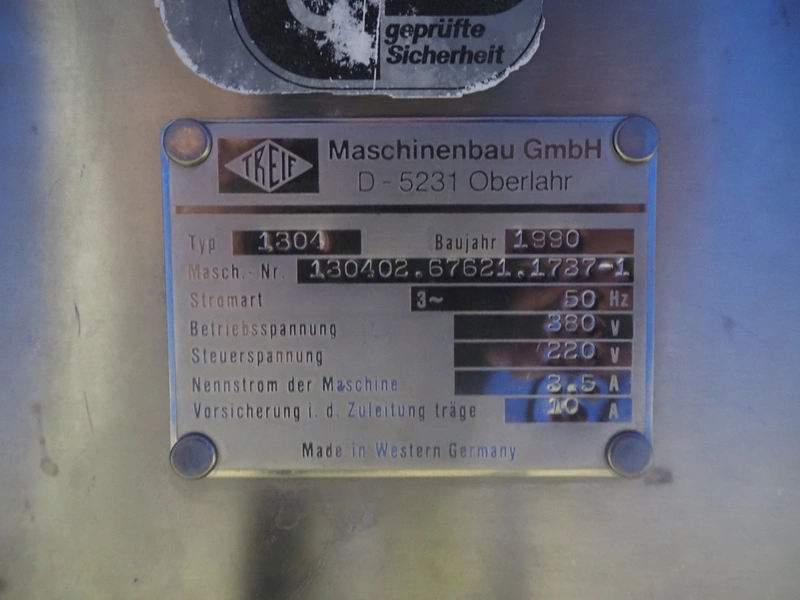 geprüfte
Sicherheit
TREIF Maschinenbau GmbH
D - 5231 Oberlahr
Typ 1304 Baujahr 1990
Masch.-Nr. 130402.67621.1737-1
Stromart 3~ 50 Hz
Betriebsspannung 380 V
Steuerspannung 220 V
Nennstrom der Maschine 3.5 A
Vorsicherung i. d. Zuleitung träge 10 A
Made in Western Germany